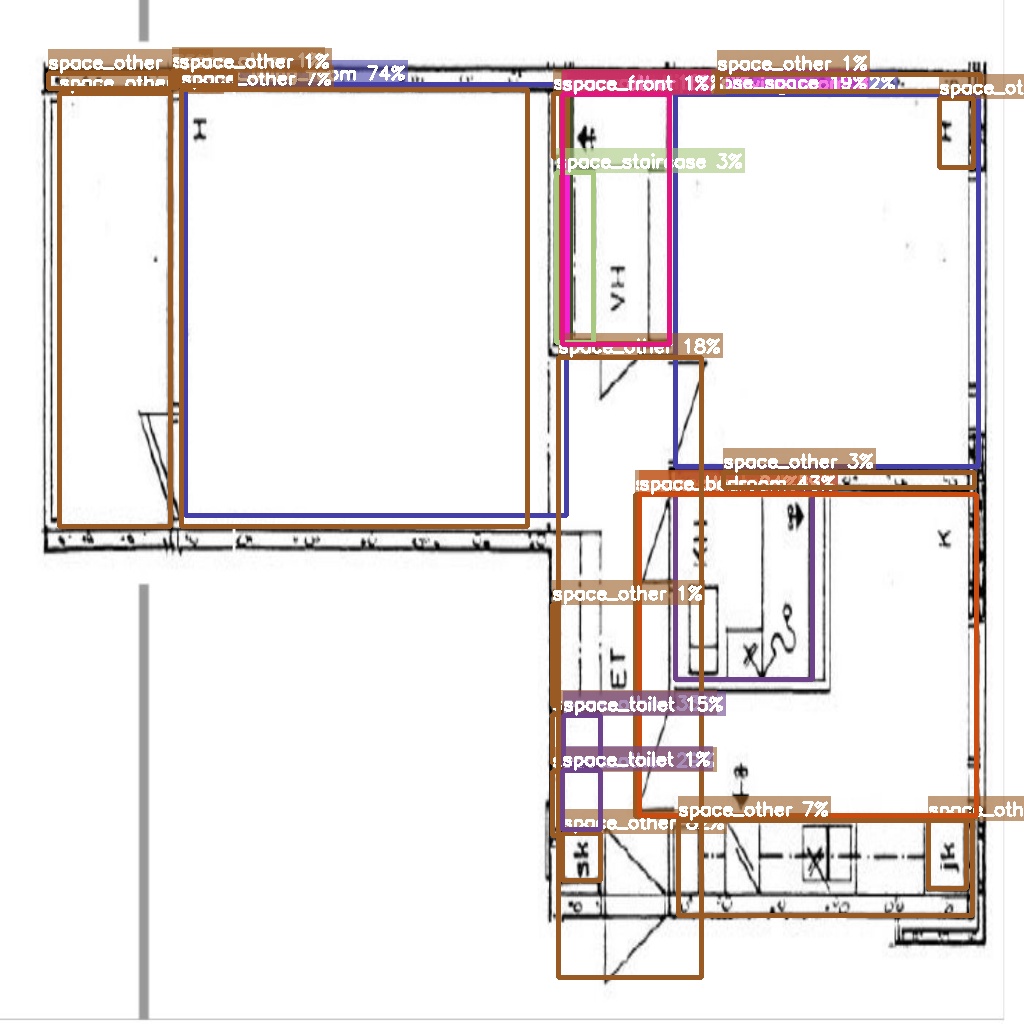 space_other
space_other 1%
space_other 1%
space_other
space_other 7%
om 74%
space_front 1%
space 19%
2%
space_ot
H
H
space_staircase 3%
VH
space_other 18%
space_other 3%
space_bedroom 43%
KH
K
space_other 1%
ET
space_toilet 15%
space_toilet 1%
space_other 7%
space_oth
space_other
sk
jk